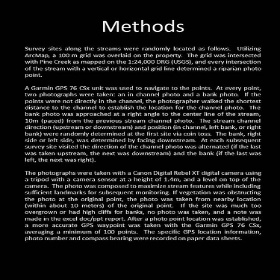 Methods
Survey sites along the streams were randomly located as follows. Utilizing
ArcMap, a 100 m grid was overlaid on the property. The grid was intersected
with Pine Creek as mapped on the 1:24,000 DRG (USGS), and every intersection
of the stream with a vertical or horizontal grid line determined a riparian photo
point.
A Garmin GPS 76 CSx unit was used to navigate to the points. At every point,
two photographs were taken: an in channel photo and a bank photo. If the
points were not directly in the channel, the photographer walked the shortest
distance to the channel to establish the location for the channel photo. The
bank photo was approached at a right angle to the center line of the stream,
10m (paced) from the previous stream channel photo. The stream channel
direction (upstream or downstream) and position (in channel, left bank, or right
bank) were randomly determined at the first site via coin toss. The bank, right
side or left side, was determined by facing downstream. At each subsequent
survey site visited the direction of the channel photo was alternated (if the last
was taken upstream, the next was downstream) and the bank (if the last was
left, the next was right).
The photographs were taken with a Canon Digital Rebel XT digital camera using
a tripod with a camera sensor at a height of 1.6m, and a level on top of the
camera. The photo was composed to maximize stream features while including
sufficient landmarks for subsequent monitoring. If vegetation was obstructing
the photo at the original point, the photo was taken from nearby location
(within about 10 meters) of the original point. If the site was much too
overgrown or had high cliffs for banks, no photo was taken, and a note was
made in the excel doc/ppt report. After a photo point location was established,
a more accurate GPS waypoint was taken with the Garmin GPS 76 CSx,
averaging a minimum of 100 points. The specific GPS location information,
photo number and compass bearing were recorded on paper data sheets.